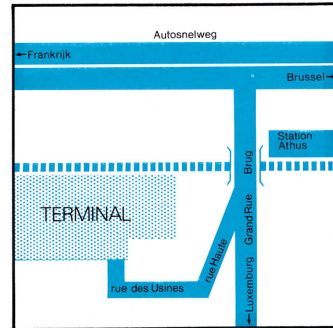 Autosnelweg
←Frankrijk
Brussel→
Station
Athus
Brug
TERMINAL
Grand Rue
rue Haute
rue des Usines
←Luxemburg